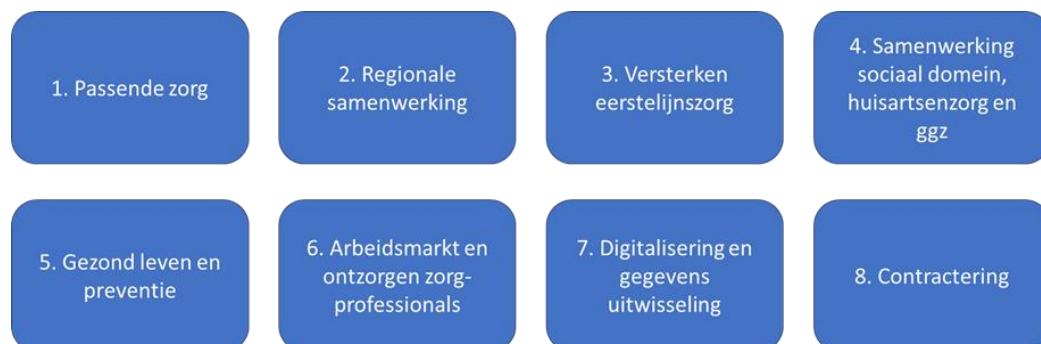 1. Passende zorg
2. Regionale
samenwerking
3. Versterken
eerstelijnszorg
4. Samenwerking
sociaal domein,
huisartsenzorg en
ggz
5. Gezond leven en
preventie
6. Arbeidsmarkt en
ontzorgen zorg-
professionals
7. Digitalisering en
gegevens
uitwisseling
8. Contractering